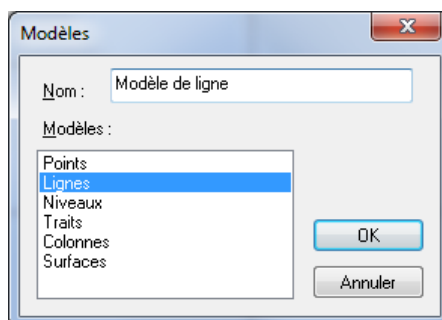 Modèles
Nom :
Modèle de ligne
Modèles :
Points
Lignes
Niveaux
Traits
Colonnes
Surfaces
OK
Annuler